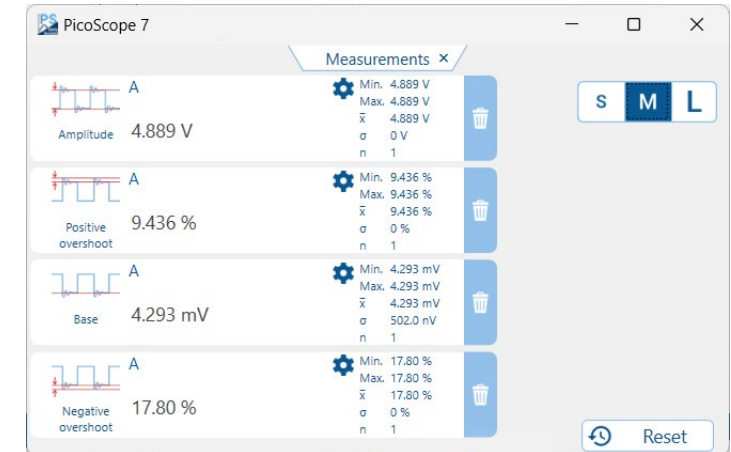 PS PicoScope 7
Measurements ×
A
Amplitude 4.889 V
Min. 4.889 V
Max. 4.889 V
x̄ 4.889 V
σ 0 V
n 1
A
Positive overshoot 9.436 %
Min. 9.436 %
Max. 9.436 %
x̄ 9.436 %
σ 0 %
n 1
A
Base 4.293 mV
Min. 4.293 mV
Max. 4.293 mV
x̄ 4.293 mV
σ 502.0 nV
n 1
A
Negative overshoot 17.80 %
Min. 17.80 %
Max. 17.80 %
x̄ 17.80 %
σ 0 %
n 1
S M L
Reset